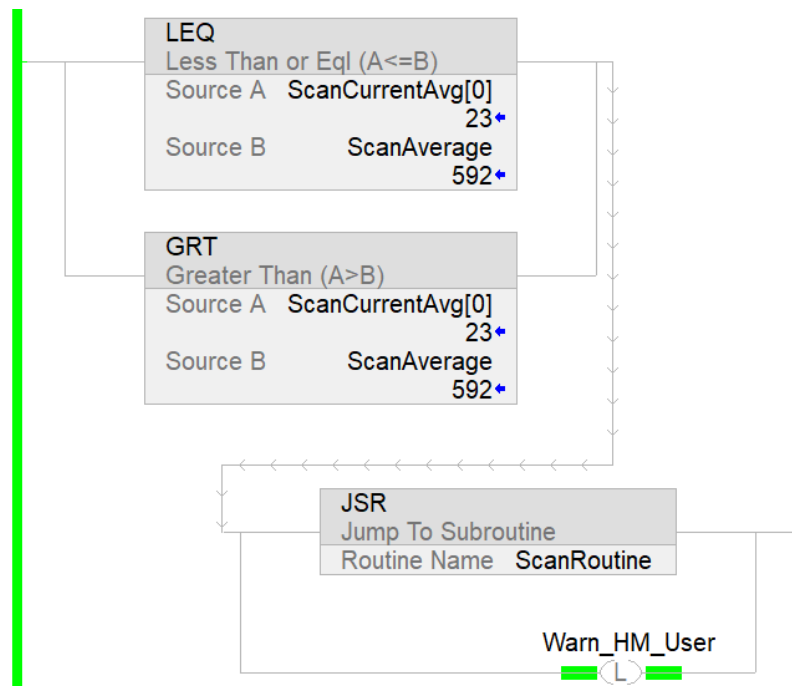 LEQ
Less Than or Eql (A<=B)
Source A ScanCurrentAvg[0]
23
Source B ScanAverage
592
GRT
Greater Than (A>B)
Source A ScanCurrentAvg[0]
23
Source B ScanAverage
592
JSR
Jump To Subroutine
Routine Name ScanRoutine
Warn_HM_User
L